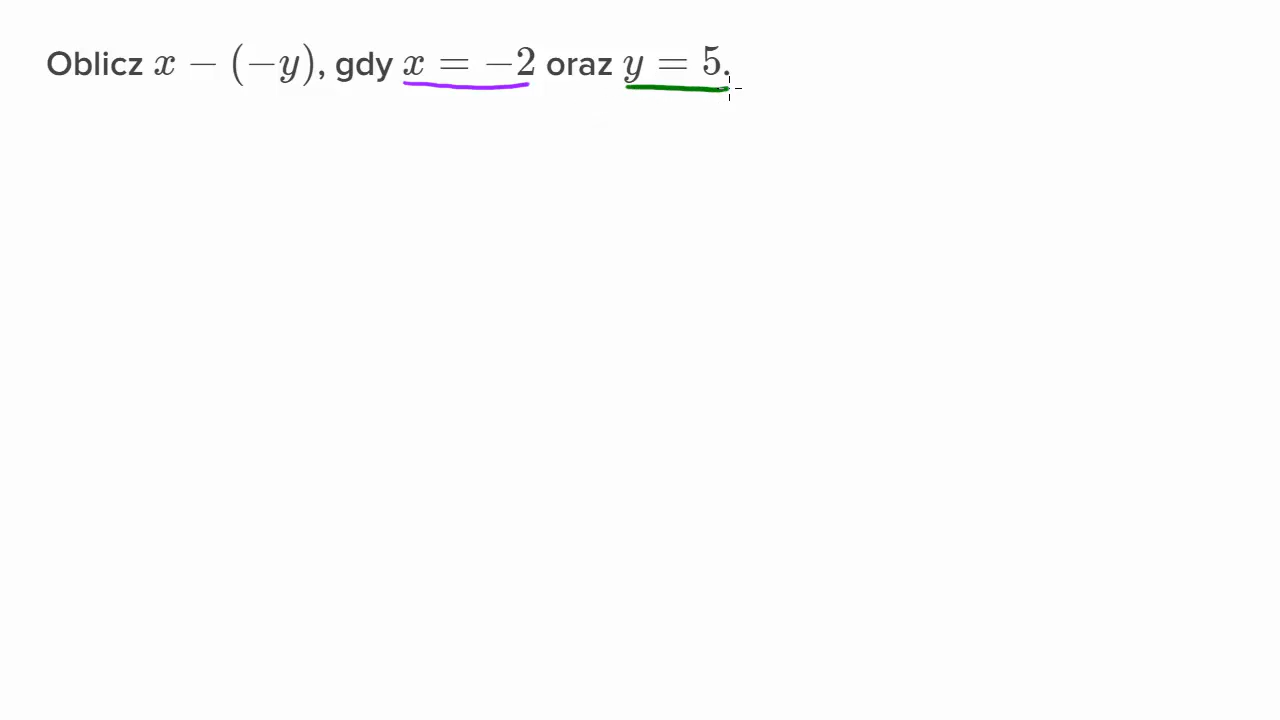 Oblicz x − (−y), gdy x = −2 oraz y = 5.